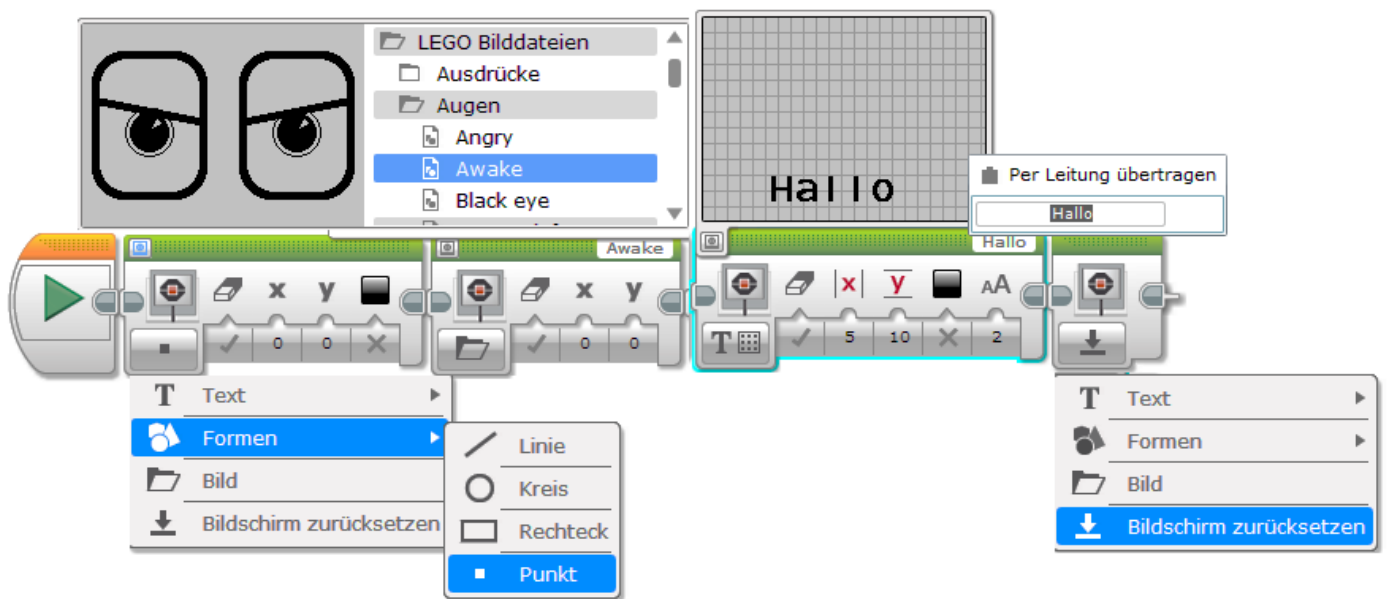 LEGO Bilddateien
Ausdrücke
Augen
Angry
Awake
Black eye
Hallo
Per Leitung übertragen
Hallo
Awake
Hallo
x y
x y
x y AA
0 0
0 0
T 5 10 2
T Text
Formen
Bild
Bildschirm zurücksetzen
Linie
Kreis
Rechteck
Punkt
T Text
Formen
Bild
Bildschirm zurücksetzen